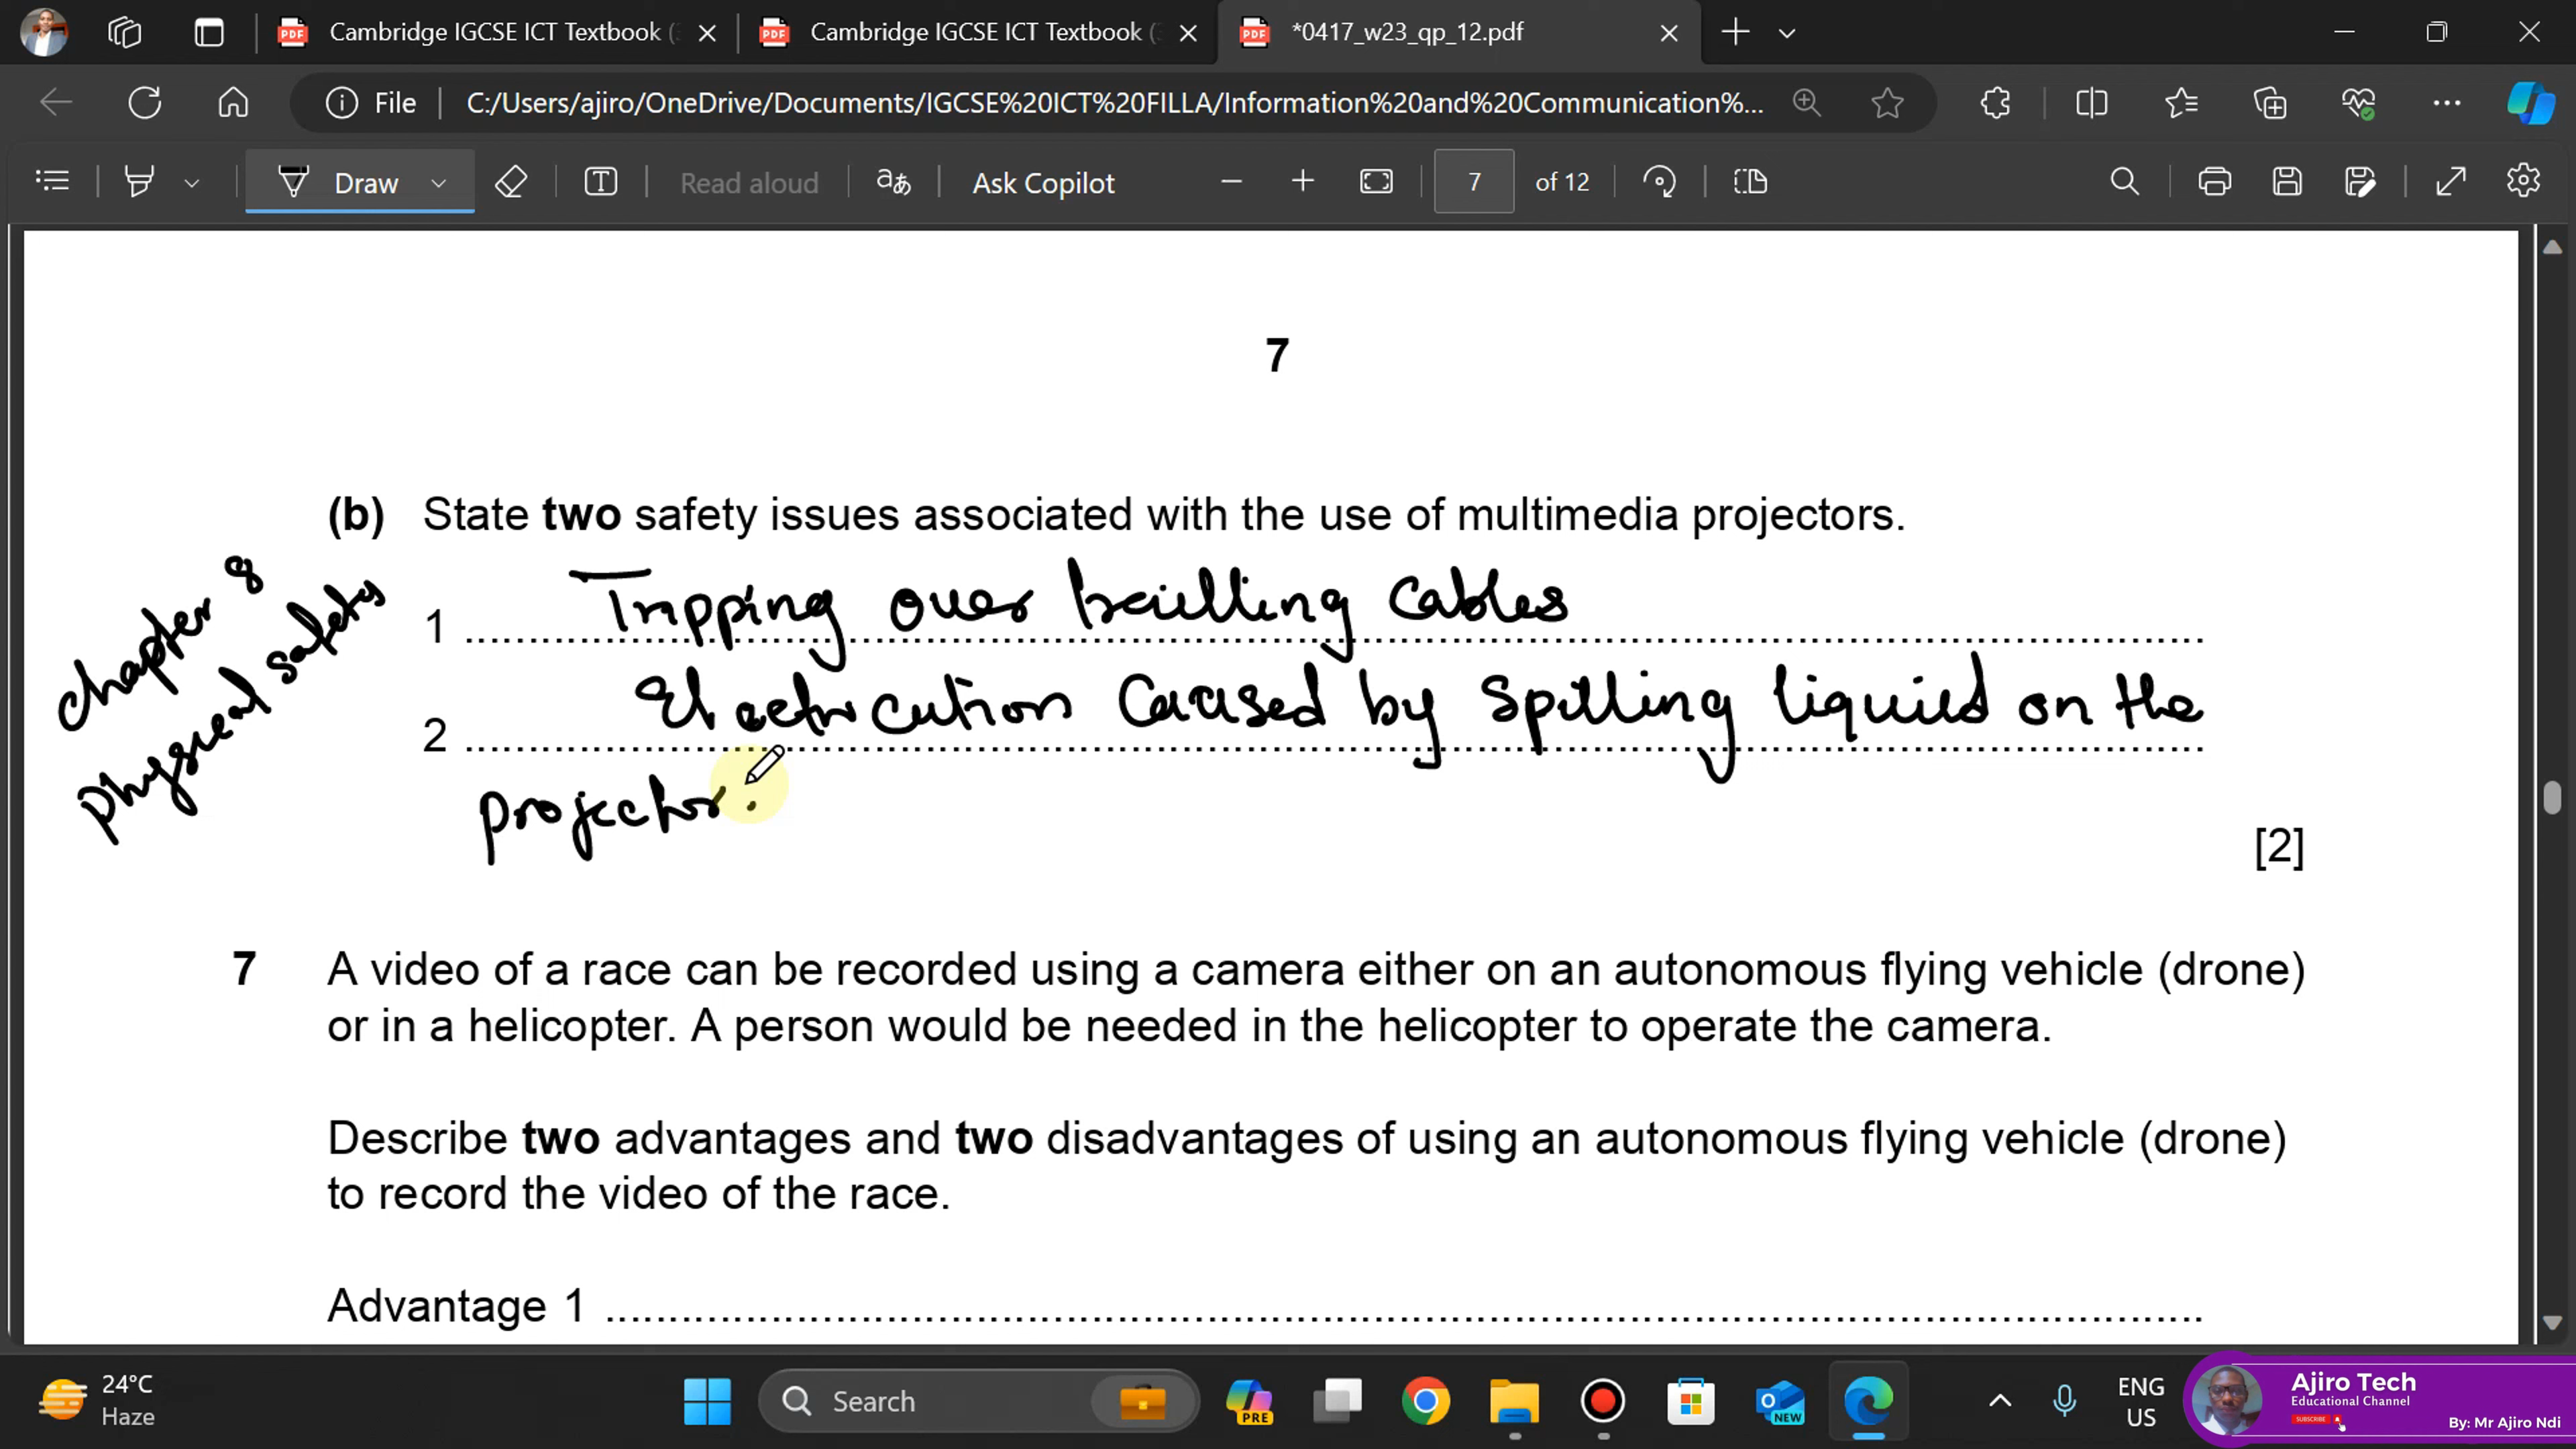 Cambridge IGCSE ICT Textbook (
Cambridge IGCSE ICT Textbook (
*0417_w23_qp_12.pdf
File
C:/Users/ajiro/OneDrive/Documents/IGCSE%20ICT%20FILLA/Information%20and%20Communication%...
Draw
Read aloud
Ask Copilot
7
of 12
7
(b) State two safety issues associated with the use of multimedia projectors.
chapter 8
physical safety
1 Tripping over trailling cables
2 Electricution caused by spilling liquid on the
projector.
[2]
7 A video of a race can be recorded using a camera either on an autonomous flying vehicle (drone)
or in a helicopter. A person would be needed in the helicopter to operate the camera.
Describe two advantages and two disadvantages of using an autonomous flying vehicle (drone)
to record the video of the race.
Advantage 1
24°C
Haze
Search
PRE
NEW
ENG
US
Ajiro Tech
Educational Channel
SUBSCRIBE
By: Mr Ajiro Ndi